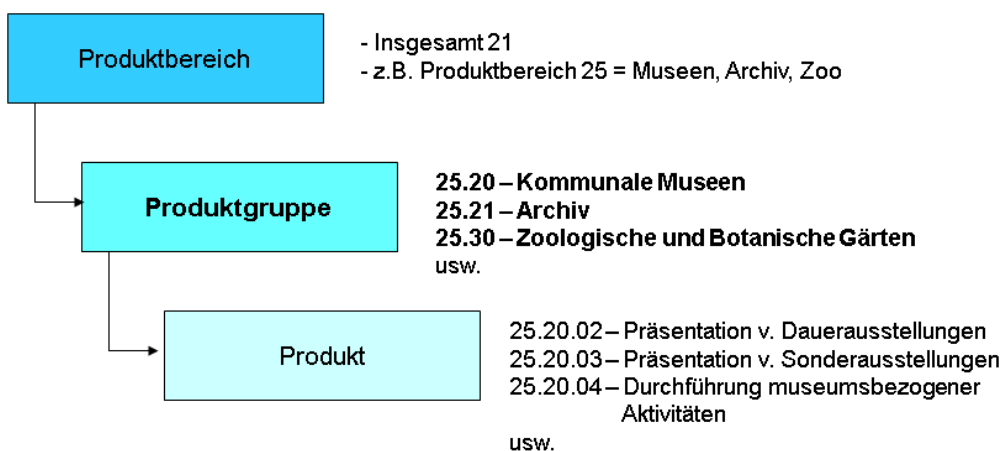 Produktbereich
- Insgesamt 21
- z.B. Produktbereich 25 = Museen, Archiv, Zoo
Produktgruppe
25.20 – Kommunale Museen
25.21 – Archiv
25.30 – Zoologische und Botanische Gärten
usw.
Produkt
25.20.02 – Präsentation v. Dauerausstellungen
25.20.03 – Präsentation v. Sonderausstellungen
25.20.04 – Durchführung museumsbezogener
Aktivitäten
usw.